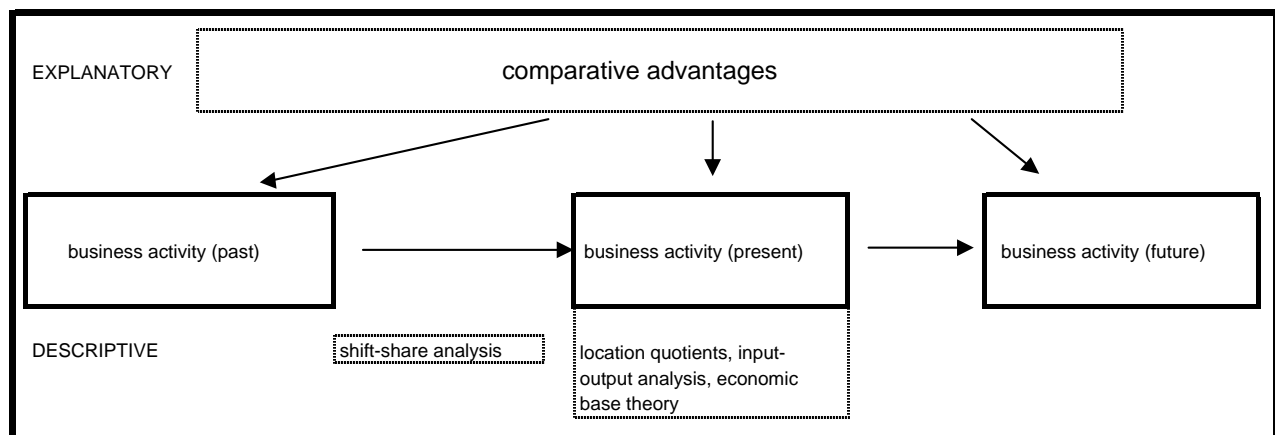 EXPLANATORY
comparative advantages
business activity (past)
business activity (present)
business activity (future)
DESCRIPTIVE
shift-share analysis
location quotients, input-
output analysis, economic
base theory